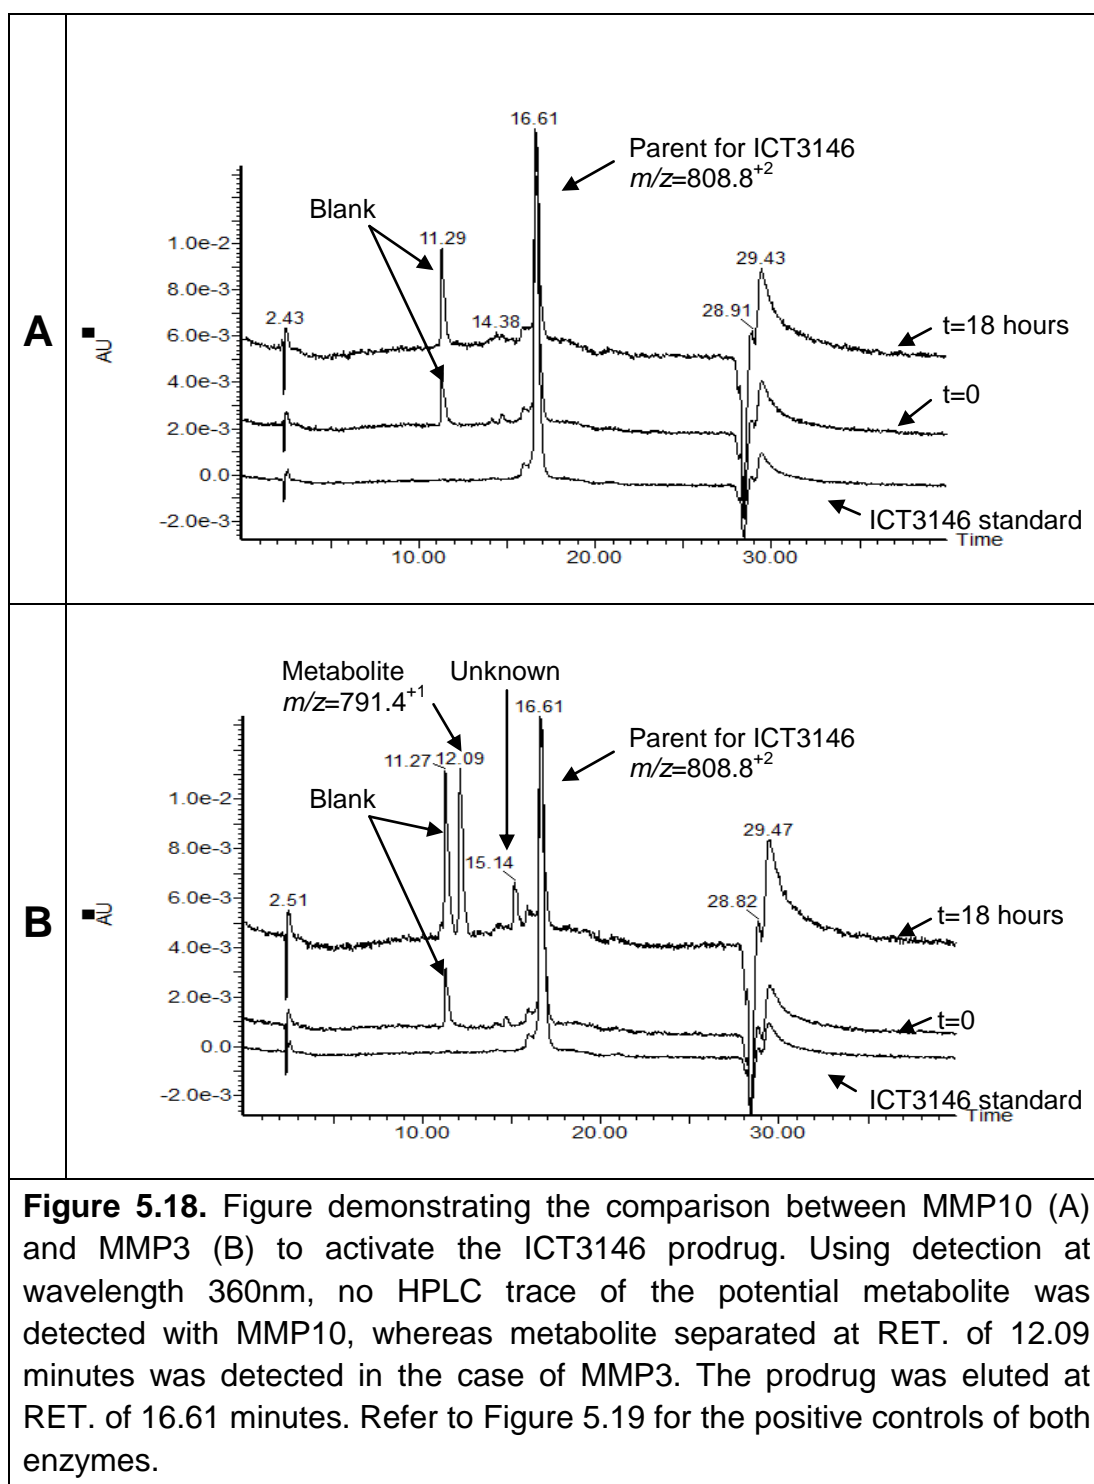 A
16.61
Parent for ICT3146
m/z=808.8+2
Blank
11.29
1.0e-2
29.43
8.0e-3
28.91
2.43
14.38
t=18 hours
6.0e-3
AU
4.0e-3
t=0
2.0e-3
0.0
-2.0e-3
ICT3146 standard
Time
10.00 20.00 30.00
B
Metabolite Unknown
m/z=791.4+1
16.61
Parent for ICT3146
m/z=808.8+2
11.27 12.09
Blank
1.0e-2
29.47
8.0e-3
15.14
2.51
28.82
6.0e-3
AU
t=18 hours
4.0e-3
2.0e-3
t=0
0.0
-2.0e-3
ICT3146 standard
Time
10.00 20.00 30.00
Figure 5.18. Figure demonstrating the comparison between MMP10 (A)
and MMP3 (B) to activate the ICT3146 prodrug. Using detection at
wavelength 360nm, no HPLC trace of the potential metabolite was
detected with MMP10, whereas metabolite separated at RET. of 12.09
minutes was detected in the case of MMP3. The prodrug was eluted at
RET. of 16.61 minutes. Refer to Figure 5.19 for the positive controls of both
enzymes.